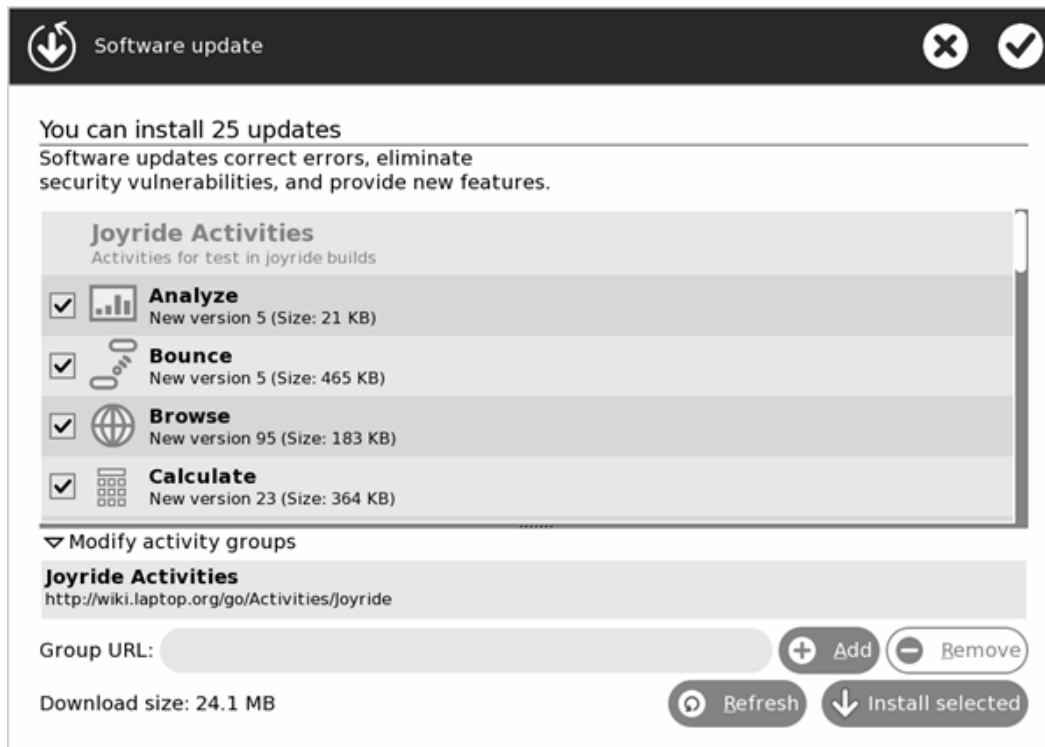 Software update
You can install 25 updates
Software updates correct errors, eliminate
security vulnerabilities, and provide new features.
Joyride Activities
Activities for test in joyride builds
Analyze
New version 5 (Size: 21 KB)
Bounce
New version 5 (Size: 465 KB)
Browse
New version 95 (Size: 183 KB)
Calculate
New version 23 (Size: 364 KB)
Modify activity groups
Joyride Activities
http://wiki.laptop.org/go/Activities/Joyride
Group URL: Add Remove
Download size: 24.1 MB Refresh Install selected